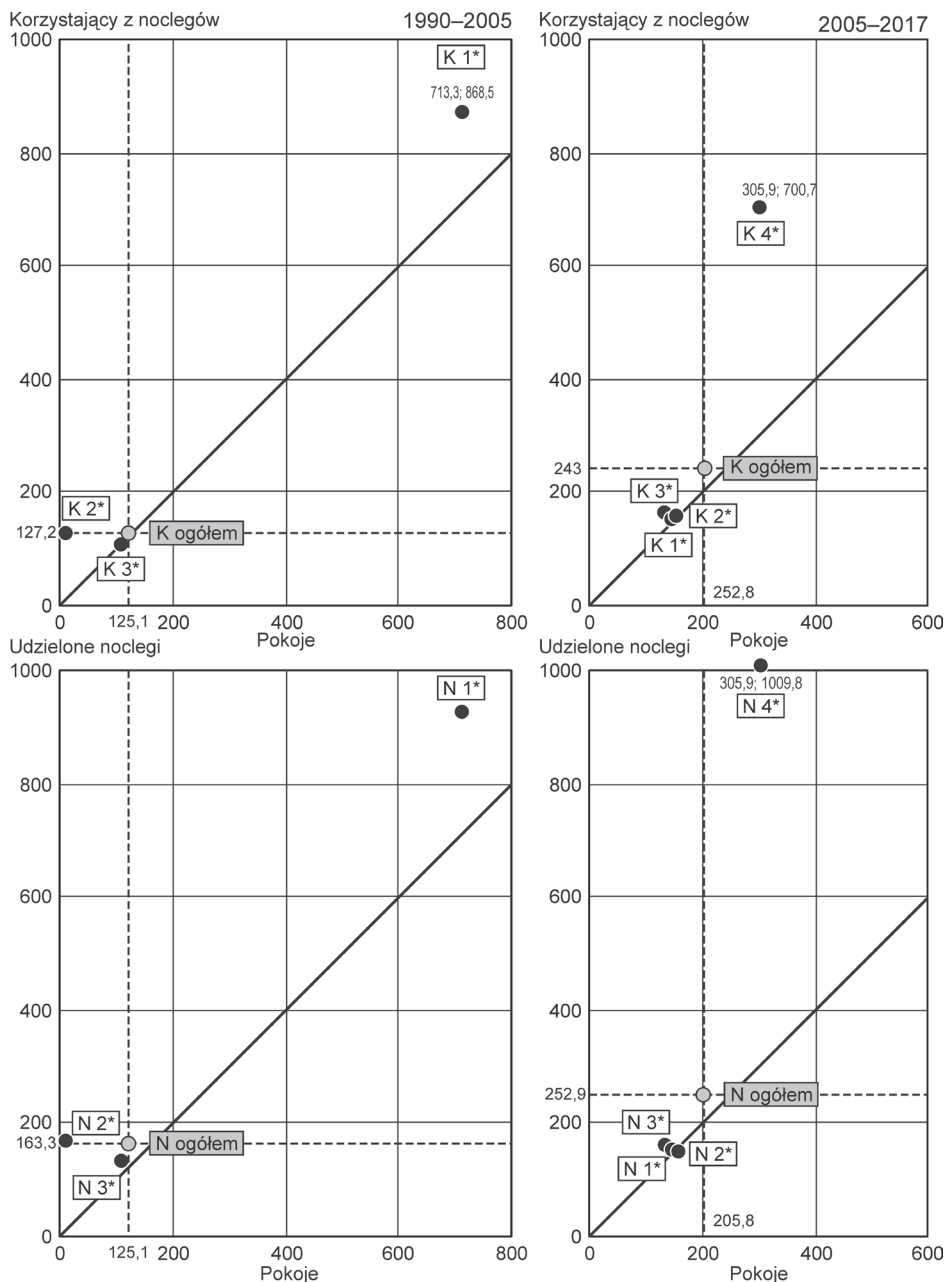 Korzystający z noclegów 1990–2005
1000
K 1*
713,3; 868,5
800
600
400
200
K 2*
127,2
K ogółem
K 3*
0
0 125,1 200 400 600 800
Pokoje
Korzystający z noclegów 2005–2017
1000
800
305,9; 700,7
K 4*
600
400
243
K ogółem
200
K 3*
K 2*
K 1*
252,8
0
0 200 400 600
Pokoje
Udzielone noclegi
1000
N 1*
800
600
400
200
N 2*
163,3
N ogółem
N 3*
0
0 125,1 200 400 600 800
Pokoje
Udzielone noclegi
1000
305,9; 1009,8
N 4*
800
600
400
252,9
N ogółem
200
N 3*
N 2*
N 1*
205,8
0
0 200 400 600
Pokoje